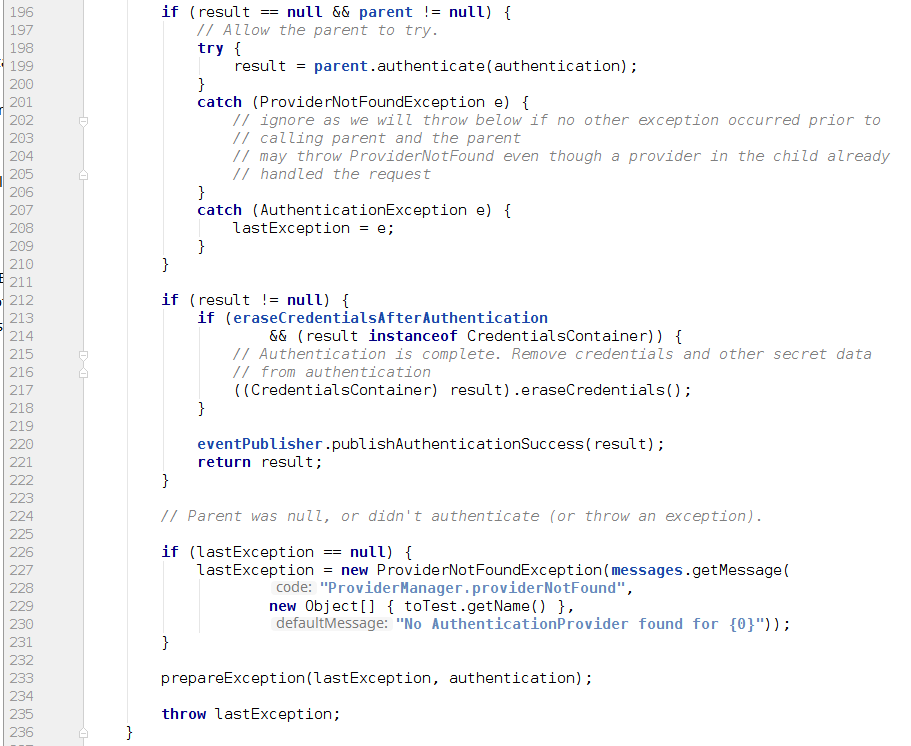 196 if (result == null && parent != null) {
197 // Allow the parent to try.
198 try {
199 result = parent.authenticate(authentication);
200 }
201 catch (ProviderNotFoundException e) {
202 // ignore as we will throw below if no other exception occurred prior to
203 // calling parent and the parent
204 // may throw ProviderNotFound even though a provider in the child already
205 // handled the request
206 }
207 catch (AuthenticationException e) {
208 lastException = e;
209 }
210 }
211
212 if (result != null) {
213 if (eraseCredentialsAfterAuthentication
214 && (result instanceof CredentialsContainer)) {
215 // Authentication is complete. Remove credentials and other secret data
216 // from authentication
217 ((CredentialsContainer) result).eraseCredentials();
218 }
219
220 eventPublisher.publishAuthenticationSuccess(result);
221 return result;
222 }
223
224 // Parent was null, or didn't authenticate (or throw an exception).
225
226 if (lastException == null) {
227 lastException = new ProviderNotFoundException(messages.getMessage(
228 code: "ProviderManager.providerNotFound",
229 new Object[] { toTest.getName() },
230 defaultMessage: "No AuthenticationProvider found for {0}"));
231 }
232
233 prepareException(lastException, authentication);
234
235 throw lastException;
236 }